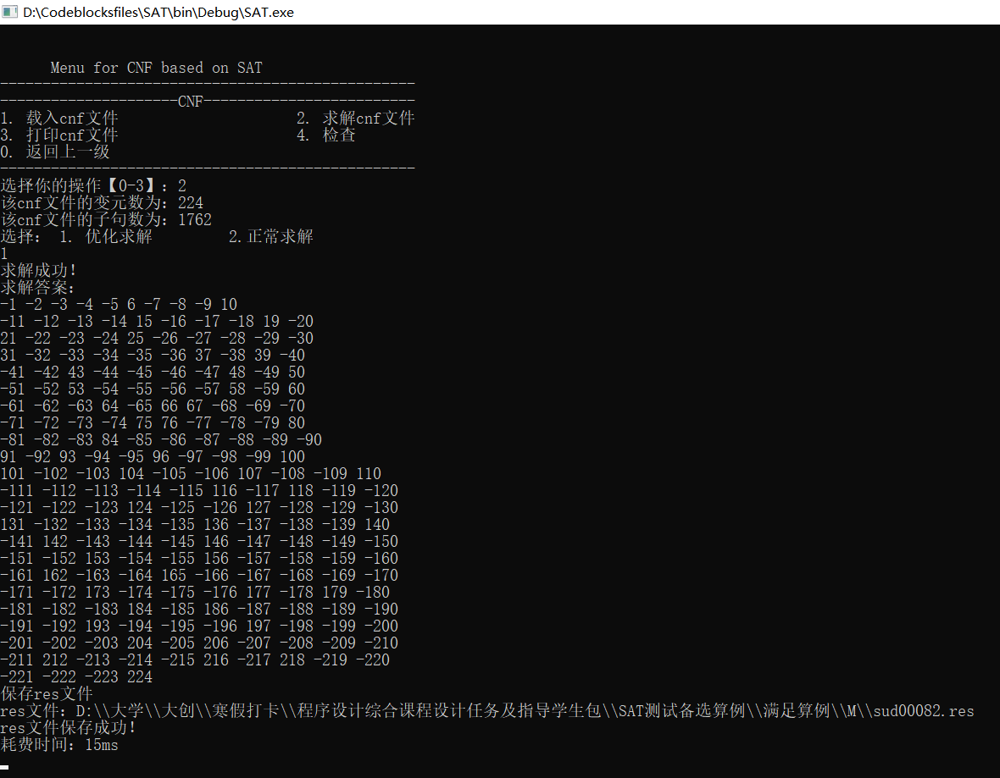 D:\Codeblocksfiles\SAT\bin\Debug\SAT.exe
Menu for CNF based on SAT
-------------------------------------------------
---------------------CNF-------------------------
1. 载入cnf文件                     2. 求解cnf文件
3. 打印cnf文件                     4. 检查
0. 返回上一级
-------------------------------------------------
选择你的操作【0-3】: 2
该cnf文件的变元数为: 224
该cnf文件的子句数为: 1762
选择:  1. 优化求解         2.正常求解
1
求解成功!
求解答案:
-1 -2 -3 -4 -5 6 -7 -8 -9 10
-11 -12 -13 -14 15 -16 -17 -18 19 -20
21 -22 -23 -24 25 -26 -27 -28 -29 -30
31 -32 -33 -34 -35 -36 37 -38 39 -40
-41 -42 43 -44 -45 -46 -47 48 -49 50
-51 -52 53 -54 -55 -56 -57 58 -59 60
-61 -62 -63 64 -65 66 67 -68 -69 -70
-71 -72 -73 -74 75 76 -77 -78 -79 80
-81 -82 -83 84 -85 -86 -87 -88 -89 -90
91 -92 93 -94 -95 96 -97 -98 -99 100
101 -102 -103 104 -105 -106 107 -108 -109 110
-111 -112 -113 -114 -115 116 -117 118 -119 -120
-121 -122 -123 124 -125 -126 127 -128 -129 -130
131 -132 -133 -134 -135 136 -137 -138 -139 140
-141 142 -143 -144 -145 146 -147 -148 -149 -150
-151 -152 153 -154 -155 156 -157 -158 -159 -160
-161 162 -163 -164 165 -166 -167 -168 -169 -170
-171 -172 173 -174 -175 -176 177 -178 179 -180
-181 -182 -183 184 -185 186 -187 -188 -189 -190
-191 -192 193 -194 -195 -196 197 -198 -199 -200
-201 -202 -203 204 -205 206 -207 -208 -209 -210
-211 212 -213 -214 -215 216 -217 218 -219 -220
-221 -222 -223 224
保存res文件
res文件: D:\\大学\\大创\\寒假打卡\\程序设计综合课程设计任务及指导学生包\\SAT测试备选算例\\满足算例\\M\\sud00082.res
res文件保存成功!
耗费时间: 15ms